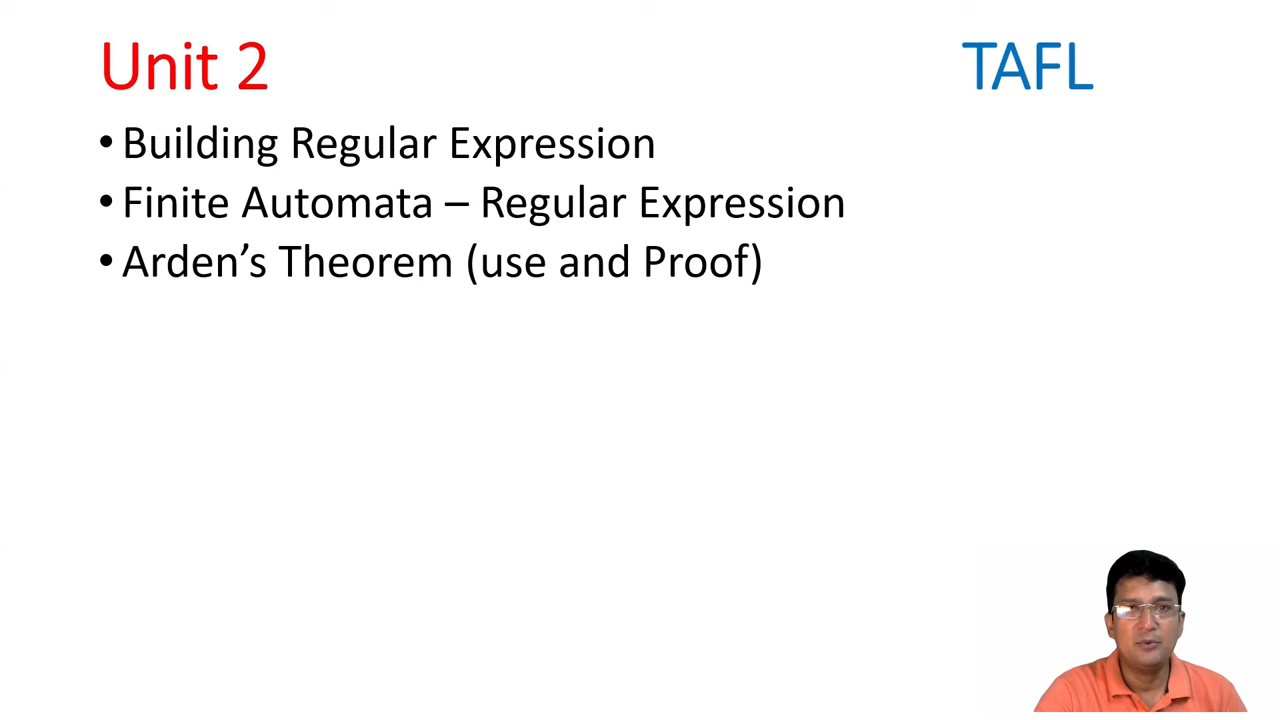 Unit 2 TAFL
• Building Regular Expression
• Finite Automata – Regular Expression
• Arden’s Theorem (use and Proof)